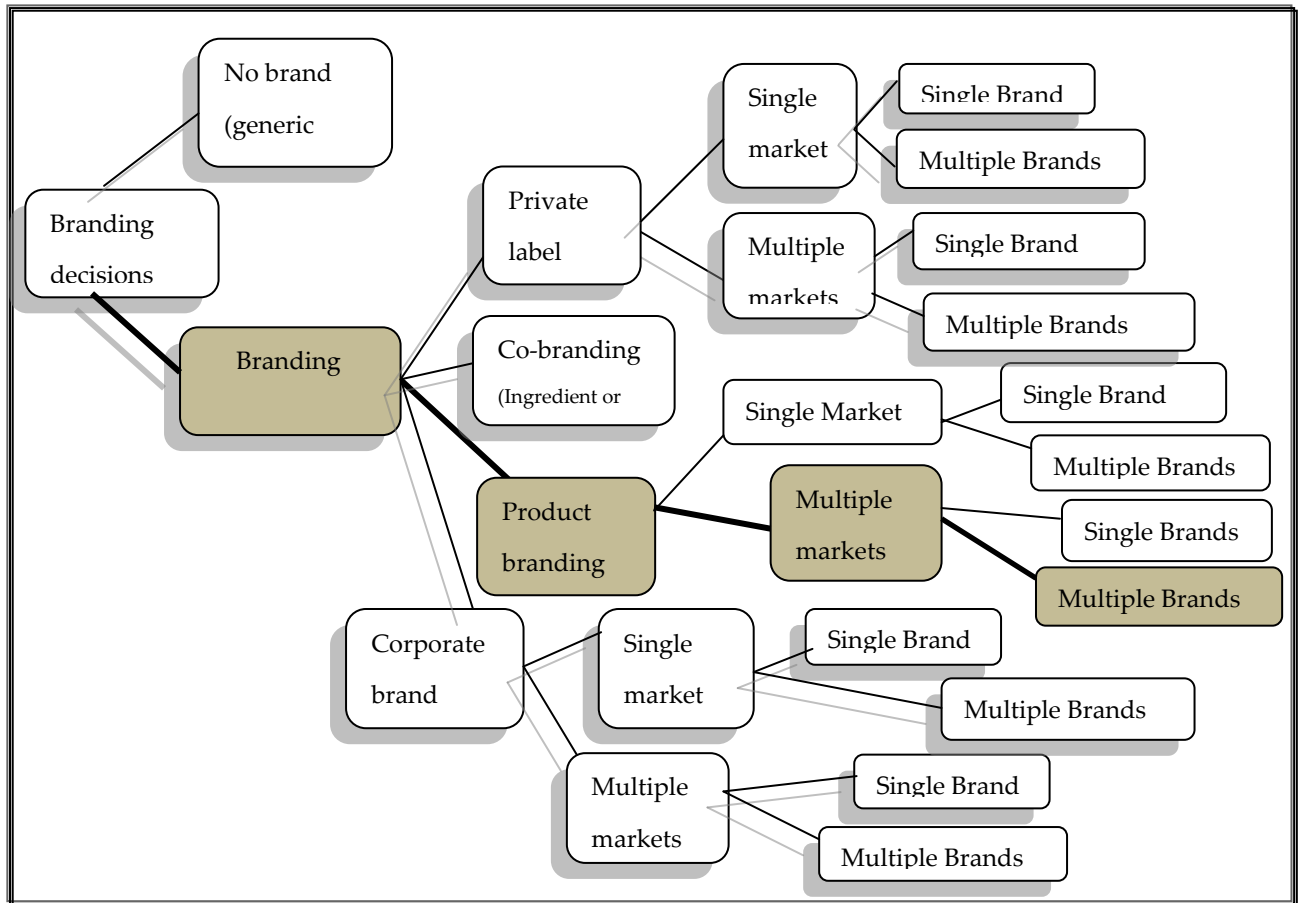 No brand
(generic
Branding
decisions
Branding
Private
label
Single
market
Single Brand
Multiple Brands
Multiple
markets
Single Brand
Multiple Brands
Co-branding
(Ingredient or
Product
branding
Single Market
Single Brand
Multiple Brands
Multiple
markets
Single Brands
Multiple Brands
Corporate
brand
Single
market
Single Brand
Multiple Brands
Multiple
markets
Single Brand
Multiple Brands